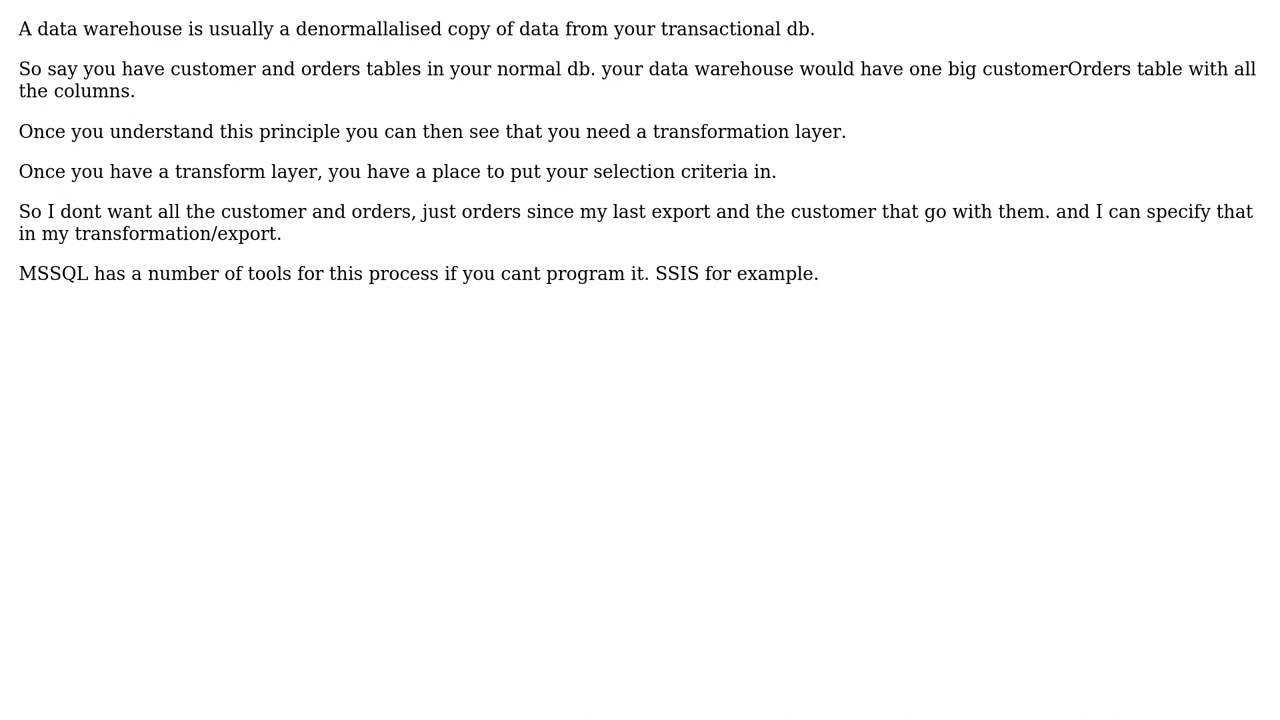 A data warehouse is usually a denormallalised copy of data from your transactional db.
So say you have customer and orders tables in your normal db. your data warehouse would have one big customerOrders table with all
the columns.
Once you understand this principle you can then see that you need a transformation layer.
Once you have a transform layer, you have a place to put your selection criteria in.
So I dont want all the customer and orders, just orders since my last export and the customer that go with them. and I can specify that
in my transformation/export.
MSSQL has a number of tools for this process if you cant program it. SSIS for example.